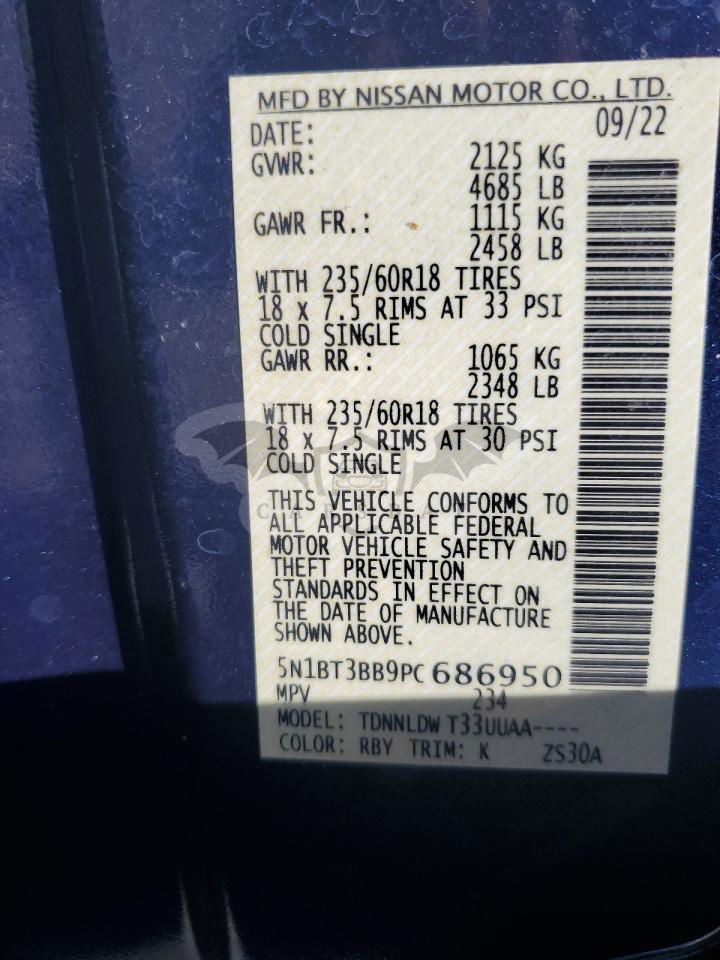 MFD BY NISSAN MOTOR CO., LTD.
DATE: 09/22
GVWR: 2125 KG
4685 LB
GAWR FR.: 1115 KG
2458 LB
WITH 235/60R18 TIRES
18 x 7.5 RIMS AT 33 PSI
COLD SINGLE
GAWR RR.: 1065 KG
2348 LB
WITH 235/60R18 TIRES
18 x 7.5 RIMS AT 30 PSI
COLD SINGLE
THIS VEHICLE CONFORMS TO
ALL APPLICABLE FEDERAL
MOTOR VEHICLE SAFETY AND
THEFT PREVENTION
STANDARDS IN EFFECT ON
THE DATE OF MANUFACTURE
SHOWN ABOVE.
5N1BT3BB9PC 686950
MPV 234
MODEL: TDNNLDW T33UUAA----
COLOR: RBY TRIM: K ZS30A